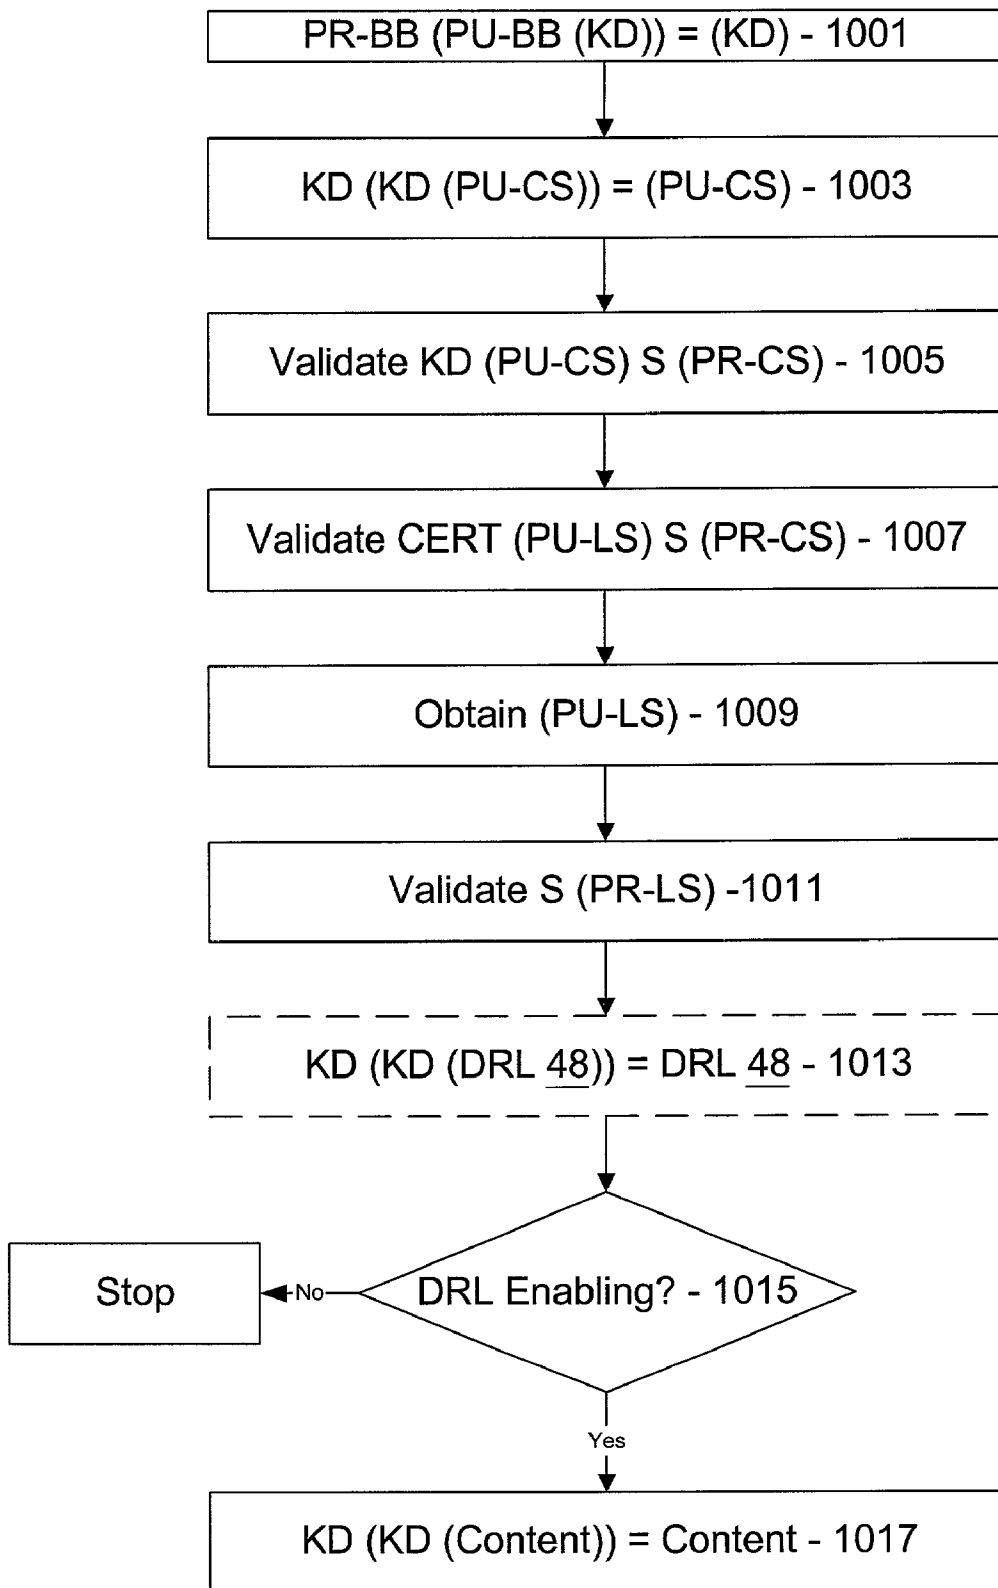 PR-BB (PU-BB (KD)) = (KD) - 1001
KD (KD (PU-CS)) = (PU-CS) - 1003
Validate KD (PU-CS) S (PR-CS) - 1005
Validate CERT (PU-LS) S (PR-CS) - 1007
Obtain (PU-LS) - 1009
Validate S (PR-LS) -1011
KD (KD (DRL 48)) = DRL 48 - 1013
DRL Enabling? - 1015
No
Stop
Yes
KD (KD (Content)) = Content - 1017